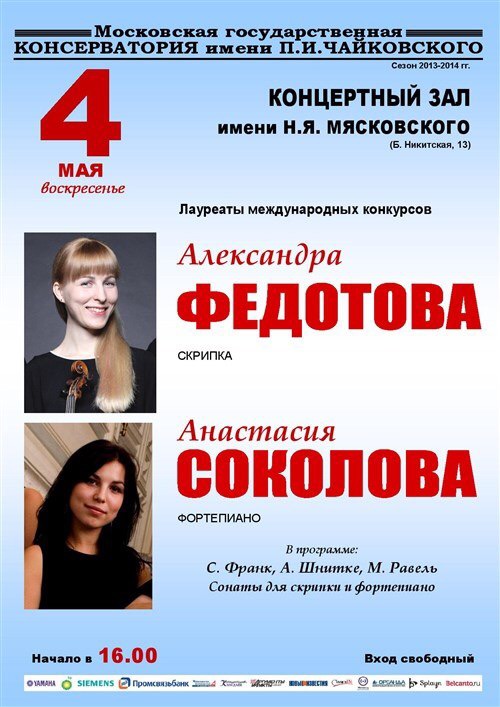 Московская государственная
КОНСЕРВАТОРИЯ имени П.И.ЧАЙКОВСКОГО
Сезон 2013-2014 гг.
4
МАЯ
воскресенье
КОНЦЕРТНЫЙ ЗАЛ
имени Н.Я. МЯСКОВСКОГО
(Б. Никитская, 13)
Лауреаты международных конкурсов
Александра
ФЕДОТОВА
СКРИПКА
Анастасия
СОКОЛОВА
ФОРТЕПИАНО
В программе:
С. Франк, А. Шнитке, М. Равель
Сонаты для скрипки и фортепиано
Начало в 16.00
Вход свободный
YAMAHA bp SIEMENS Промсвязьбанк Belcanto.ru